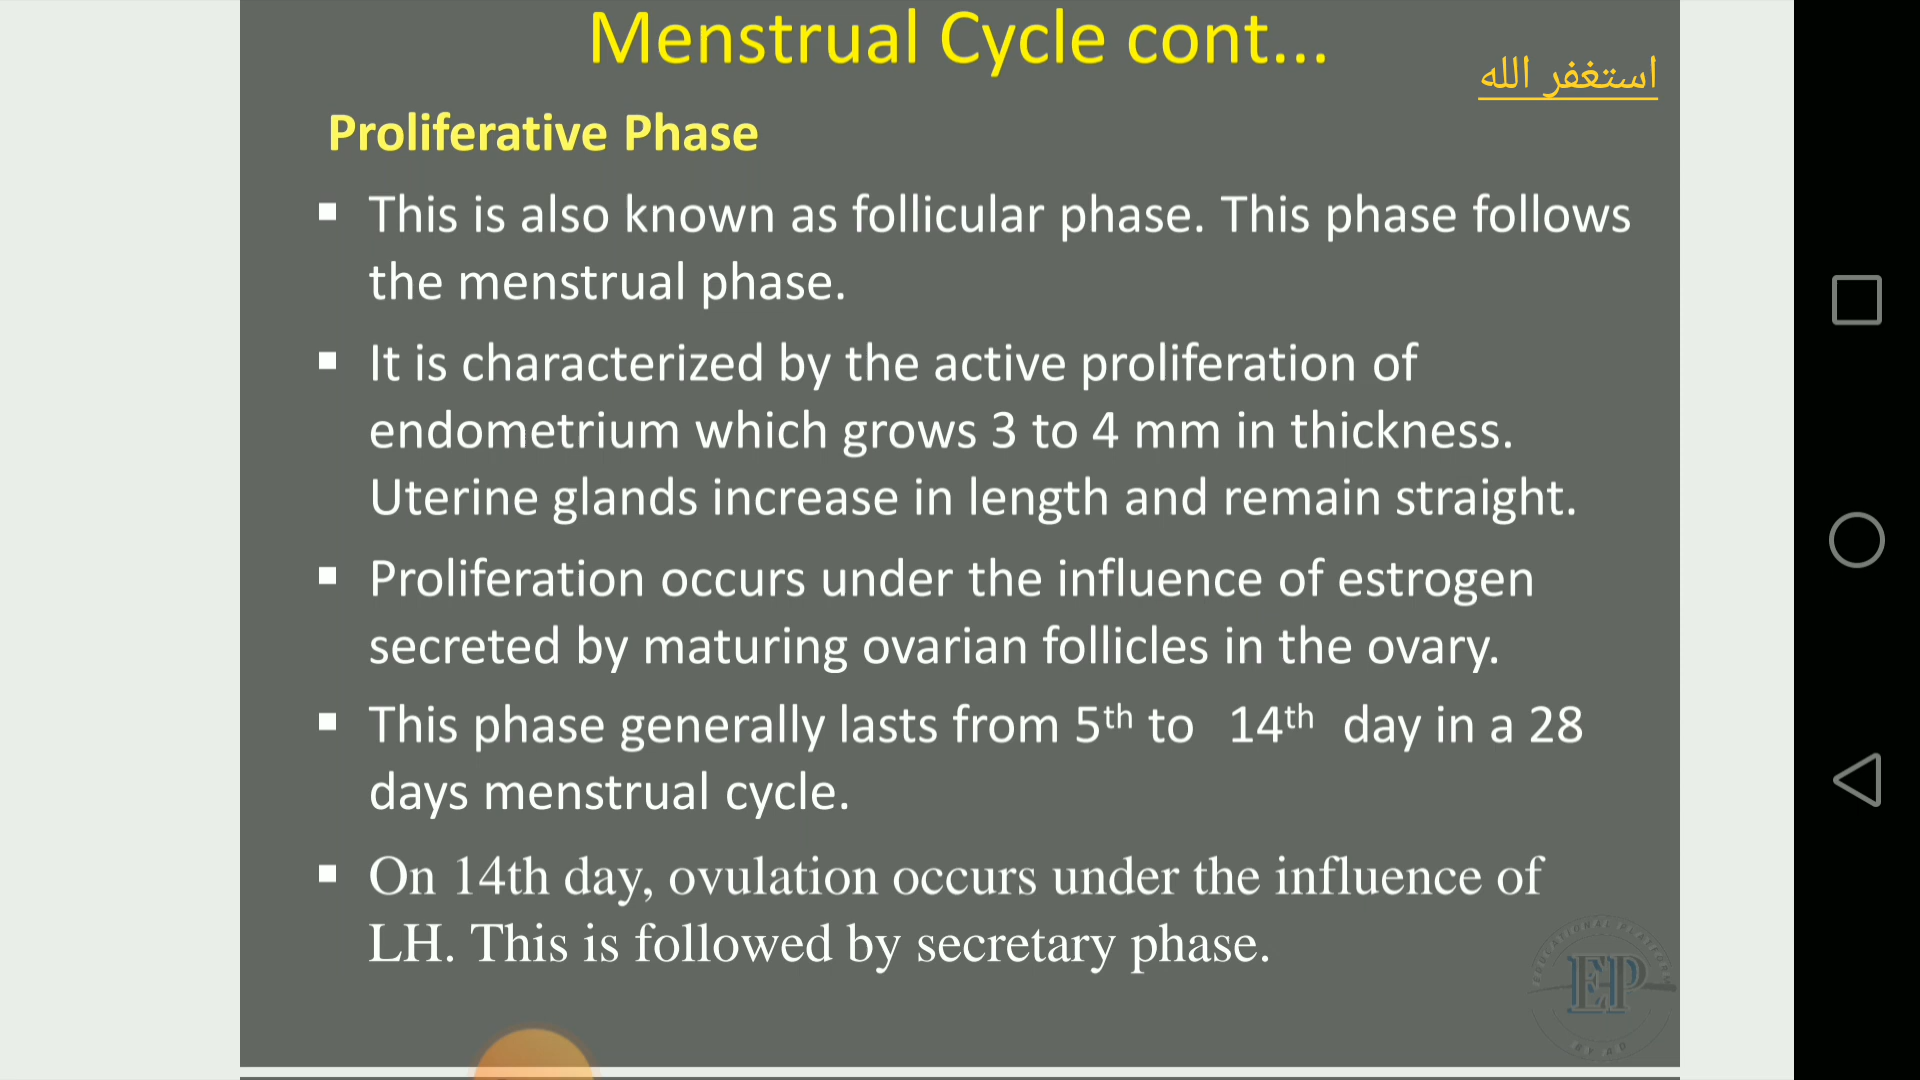 Menstrual Cycle cont...
استغفر الله
Proliferative Phase
▪ This is also known as follicular phase. This phase follows
the menstrual phase.
▪ It is characterized by the active proliferation of
endometrium which grows 3 to 4 mm in thickness.
Uterine glands increase in length and remain straight.
▪ Proliferation occurs under the influence of estrogen
secreted by maturing ovarian follicles in the ovary.
▪ This phase generally lasts from 5th to 14th day in a 28
days menstrual cycle.
▪ On 14th day, ovulation occurs under the influence of
LH. This is followed by secretary phase.
EP